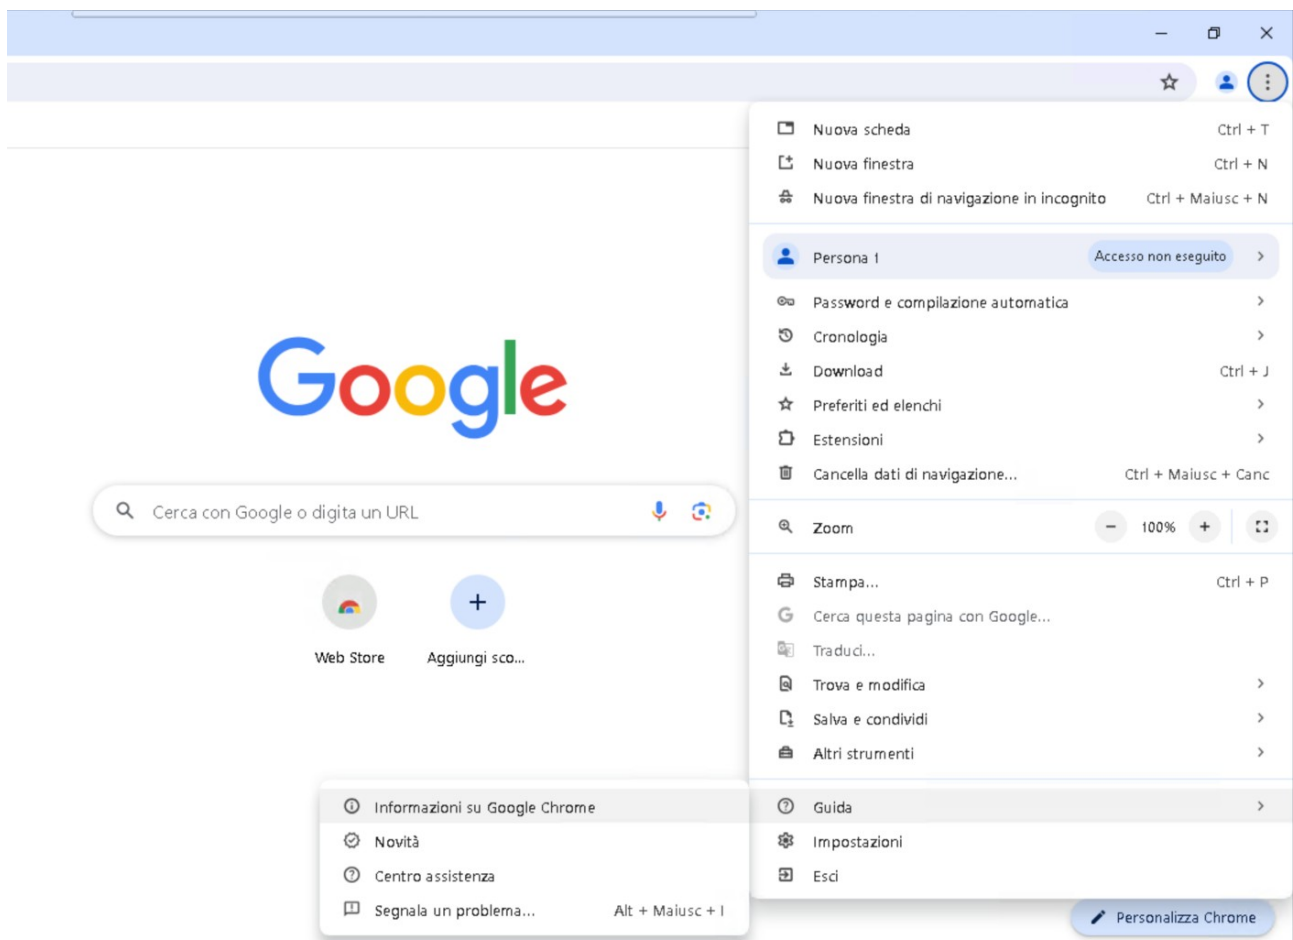 Nuova scheda Ctrl + T
Nuova finestra Ctrl + N
Nuova finestra di navigazione in incognito Ctrl + Maiusc + N
Persona 1 Accesso non eseguito
Password e compilazione automatica
Cronologia
Download Ctrl + J
Preferiti ed elenchi
Estensioni
Cancella dati di navigazione... Ctrl + Maiusc + Canc
Zoom - 100% +
Stampa... Ctrl + P
Cerca questa pagina con Google...
Traduci...
Trova e modifica
Salva e condividi
Altri strumenti
Guida
Impostazioni
Esci
Google
Cerca con Google o digita un URL
Web Store Aggiungi sco...
Informazioni su Google Chrome
Novità
Centro assistenza
Segnala un problema... Alt + Maiusc + I
Personalizza Chrome